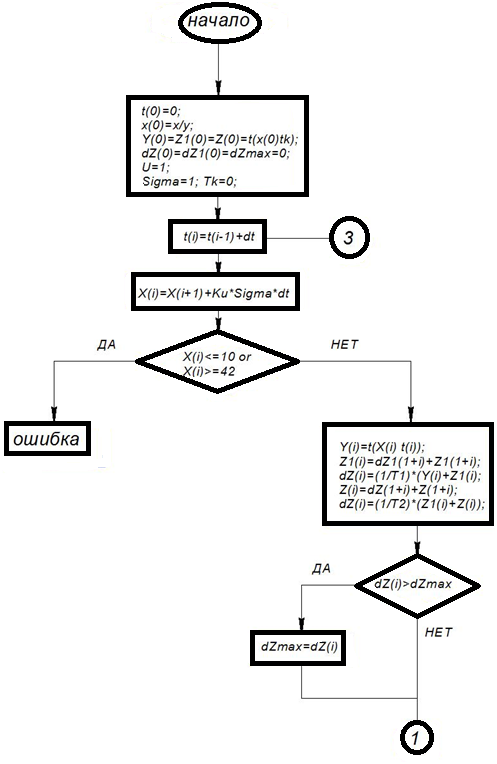 начало
t(0)=0;
x(0)=x/y;
Y(0)=Z1(0)=Z(0)=t(x(0)tk);
dZ(0)=dZ1(0)=dZmax=0;
U=1;
Sigma=1; Tk=0;
t(i)=t(i-1)+dt
3
X(i)=X(i+1)+Ku*Sigma*dt
ДА
X(i)<=10 or
X(i)>=42
НЕТ
ошибка
Y(i)=t(X(i) t(i));
Z1(i)=dZ1(1+i)+Z1(1+i);
dZ(i)=(1/T1)*(Y(i)+Z1(i);
Z(i)=dZ(1+i)+Z(1+i);
dZ(i)=(1/T2)*(Z1(i)+Z(i));
ДА
dZ(i)>dZmax
НЕТ
dZmax=dZ(i)
1